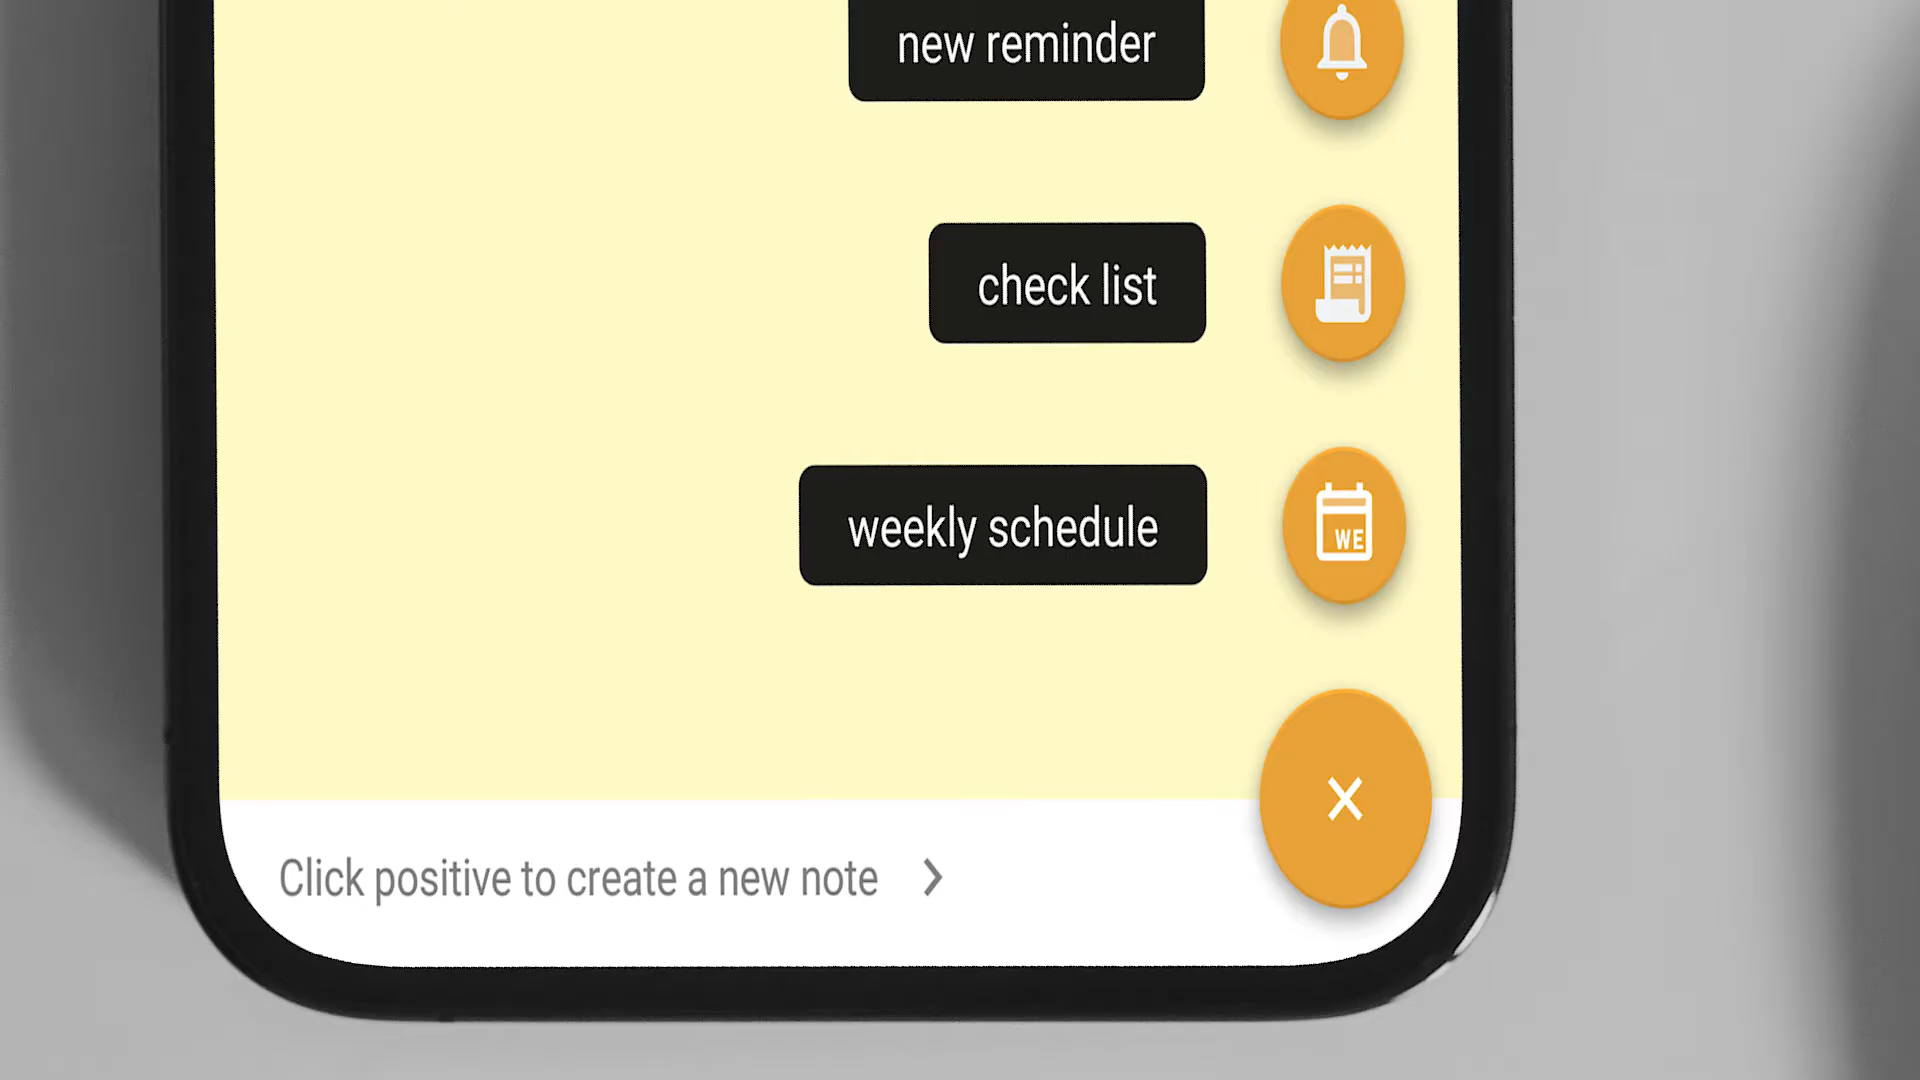 new reminder
check list
weekly schedule
WE
Click positive to create a new note